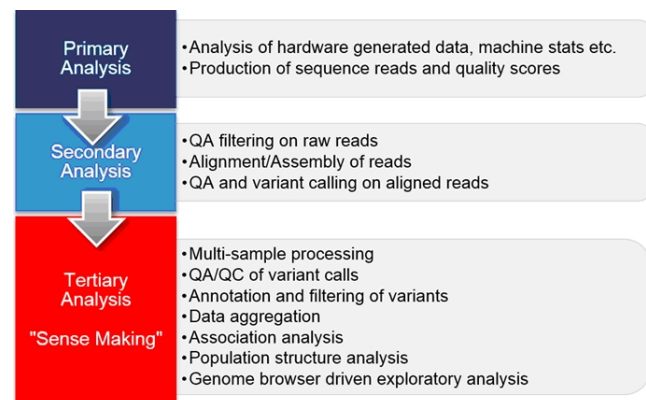 Primary
Analysis
•Analysis of hardware generated data, machine stats etc.
•Production of sequence reads and quality scores
Secondary
Analysis
•QA filtering on raw reads
•Alignment/Assembly of reads
•QA and variant calling on aligned reads
Tertiary
Analysis
"Sense Making"
•Multi-sample processing
•QA/QC of variant calls
•Annotation and filtering of variants
•Data aggregation
•Association analysis
•Population structure analysis
•Genome browser driven exploratory analysis